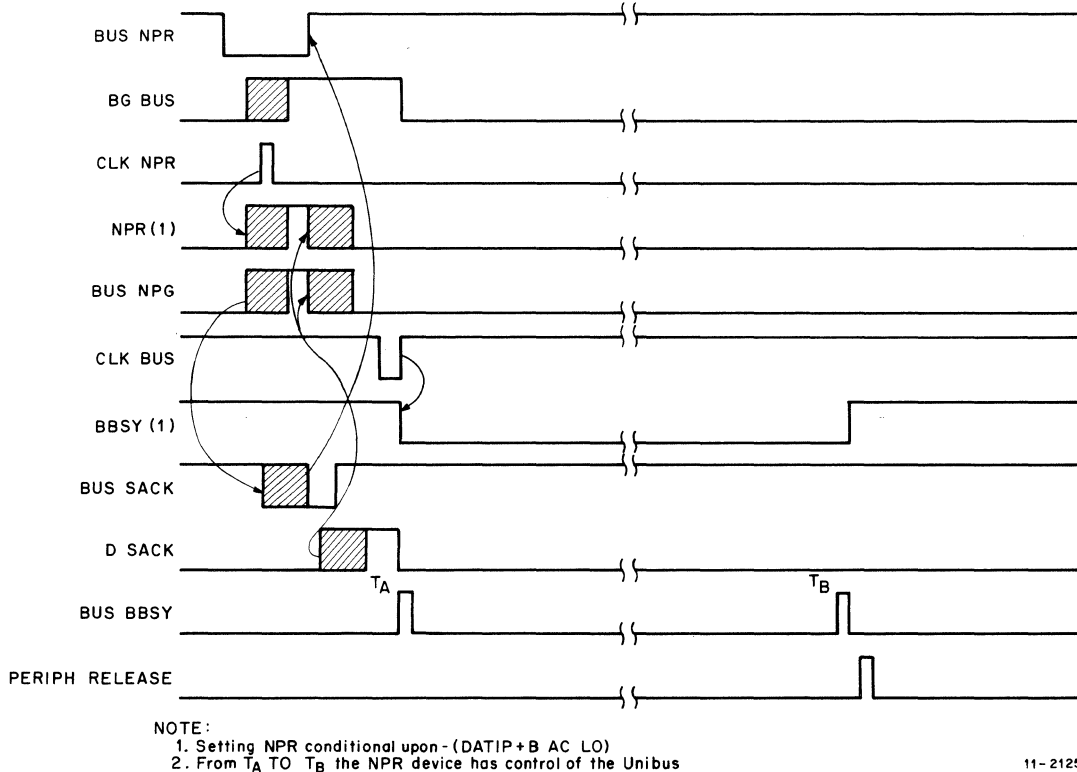 BUS NPR
BG BUS
CLK NPR
NPR (1)
BUS NPG
CLK BUS
BBSY (1)
BUS SACK
D SACK
TA TB
BUS BBSY
PERIPH RELEASE
NOTE:
1. Setting NPR conditional upon - (DATIP + B AC LO)
2. From TA TO TB the NPR device has control of the Unibus
11-2125